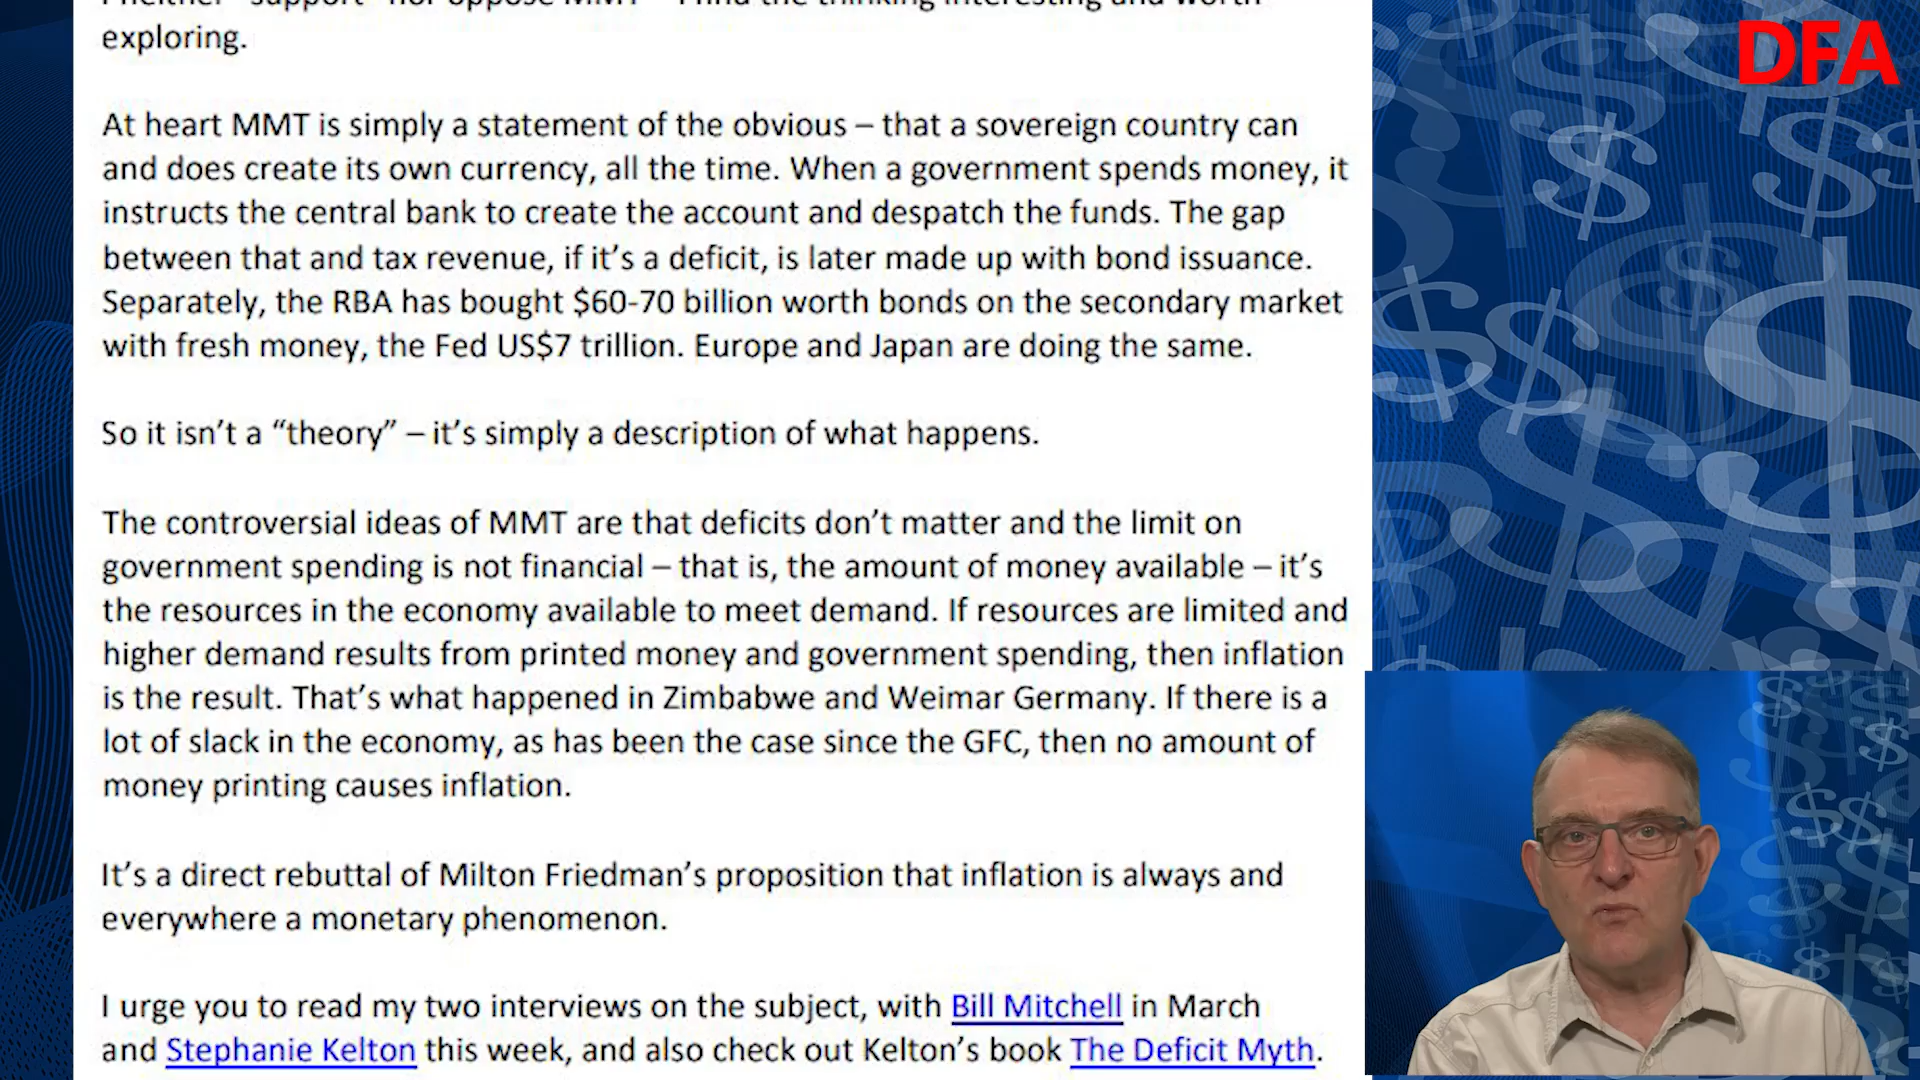 I neither "support" nor oppose MMT – I find the thinking interesting and worth
exploring.
At heart MMT is simply a statement of the obvious – that a sovereign country can
and does create its own currency, all the time. When a government spends money, it
instructs the central bank to create the account and despatch the funds. The gap
between that and tax revenue, if it’s a deficit, is later made up with bond issuance.
Separately, the RBA has bought $60-70 billion worth bonds on the secondary market
with fresh money, the Fed US$7 trillion. Europe and Japan are doing the same.
So it isn’t a “theory” – it’s simply a description of what happens.
The controversial ideas of MMT are that deficits don’t matter and the limit on
government spending is not financial – that is, the amount of money available – it’s
the resources in the economy available to meet demand. If resources are limited and
higher demand results from printed money and government spending, then inflation
is the result. That’s what happened in Zimbabwe and Weimar Germany. If there is a
lot of slack in the economy, as has been the case since the GFC, then no amount of
money printing causes inflation.
It’s a direct rebuttal of Milton Friedman’s proposition that inflation is always and
everywhere a monetary phenomenon.
I urge you to read my two interviews on the subject, with Bill Mitchell in March
and Stephanie Kelton this week, and also check out Kelton’s book The Deficit Myth.
DFA